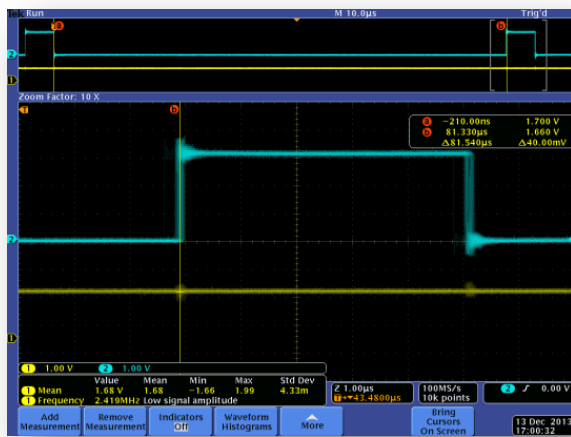 Tek Run M 10.0µs Trig'd
a
b
2
1
Zoom Factor: 10 X
T
b
a -210.00ns 1.700 V
b 81.330µs 1.660 V
Δ81.540µs Δ40.00mV
2
1
1 1.00 V 2 1.00 V
Value Mean Min Max Std Dev
1 Mean 1.68 V 1.68 -1.66 1.99 4.33m
1 Frequency 2.419MHz Low signal amplitude
Z 1.00µs
T→▼43.4800µs
100MS/s
10k points
2 ∫ 0.00 V
Add Measurement
Remove Measurement
Indicators Off
Waveform Histograms
More
Bring Cursors On Screen
13 Dec 2013
17:00:32